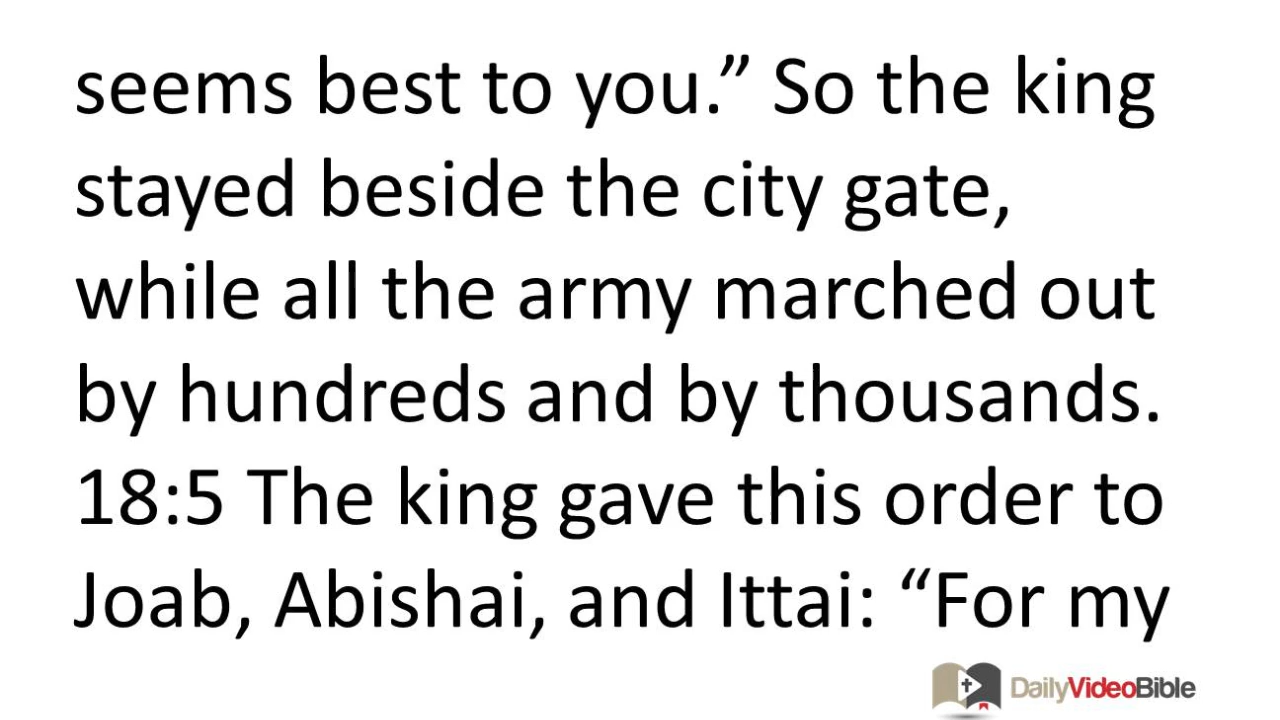 seems best to you.” So the king
stayed beside the city gate,
while all the army marched out
by hundreds and by thousands.
18:5 The king gave this order to
Joab, Abishai, and Ittai: “For my
DailyVideoBible